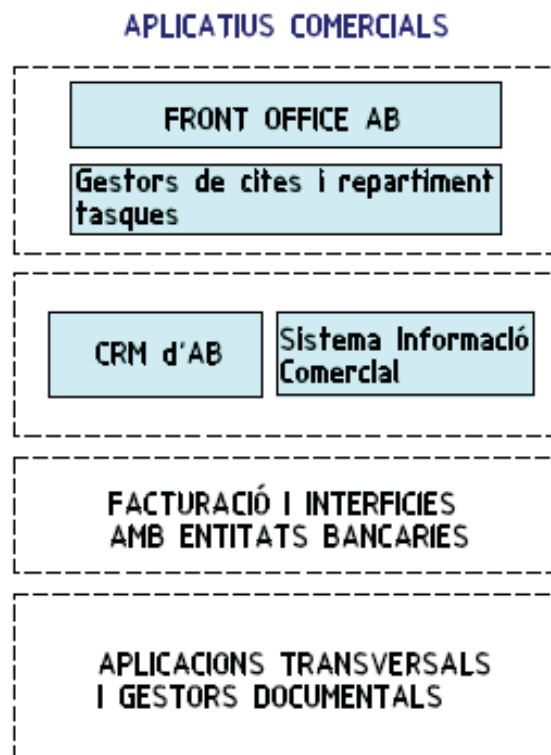 APLICATIUS COMERCIALS
FRONT OFFICE AB
Gestors de cites i repartiment
tasques
CRM d'AB
Sistema Informació
Comercial
FACTURACIÓ I INTERFICIES
AMB ENTITATS BANCARIES
APLICACIONS TRANSVERSALS
I GESTORS DOCUMENTALS